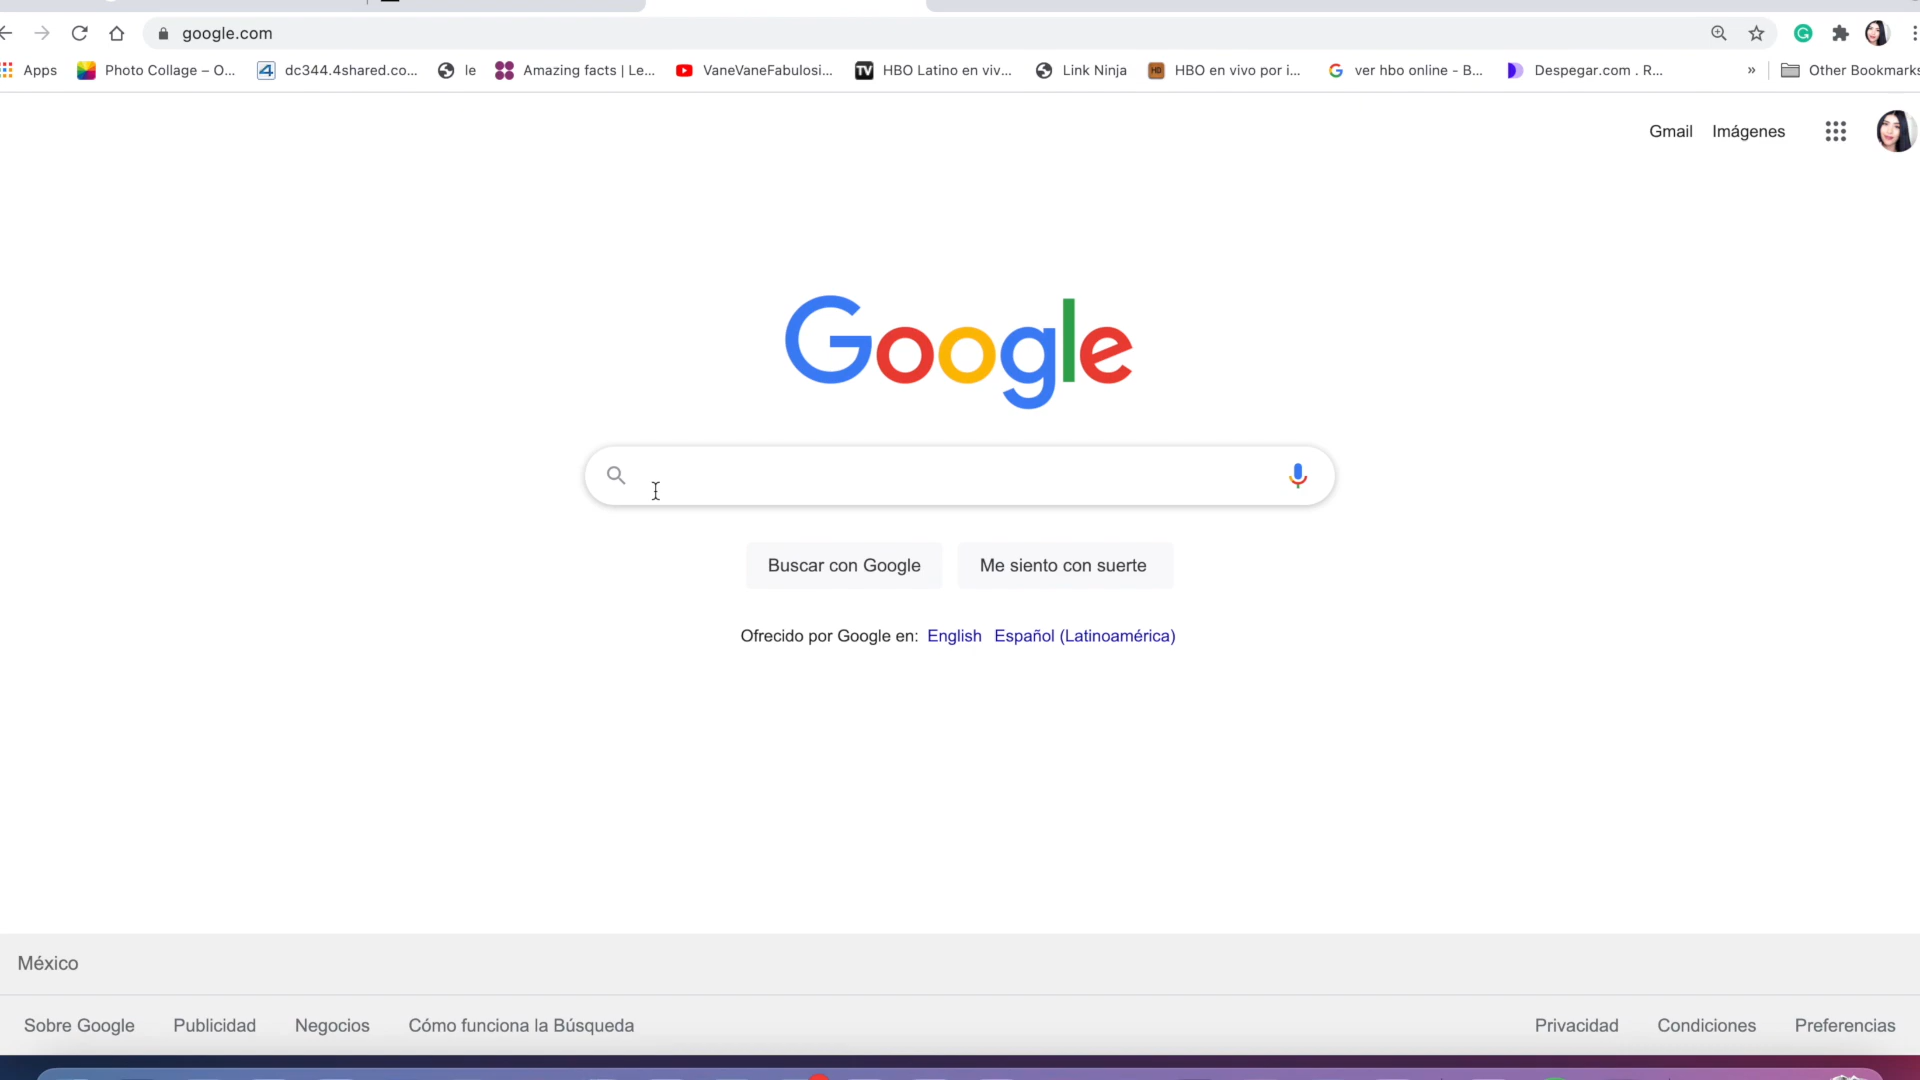 google.com
Apps Photo Collage – O... dc344.4shared.co... le Amazing facts | Le... VaneVaneFabulosi... TV HBO Latino en viv... Link Ninja HBO en vivo por i... ver hbo online - B... Despegar.com . R... » Other Bookmarks
Gmail Imágenes
Google
Buscar con Google Me siento con suerte
Ofrecido por Google en: English Español (Latinoamérica)
México
Sobre Google Publicidad Negocios Cómo funciona la Búsqueda Privacidad Condiciones Preferencias